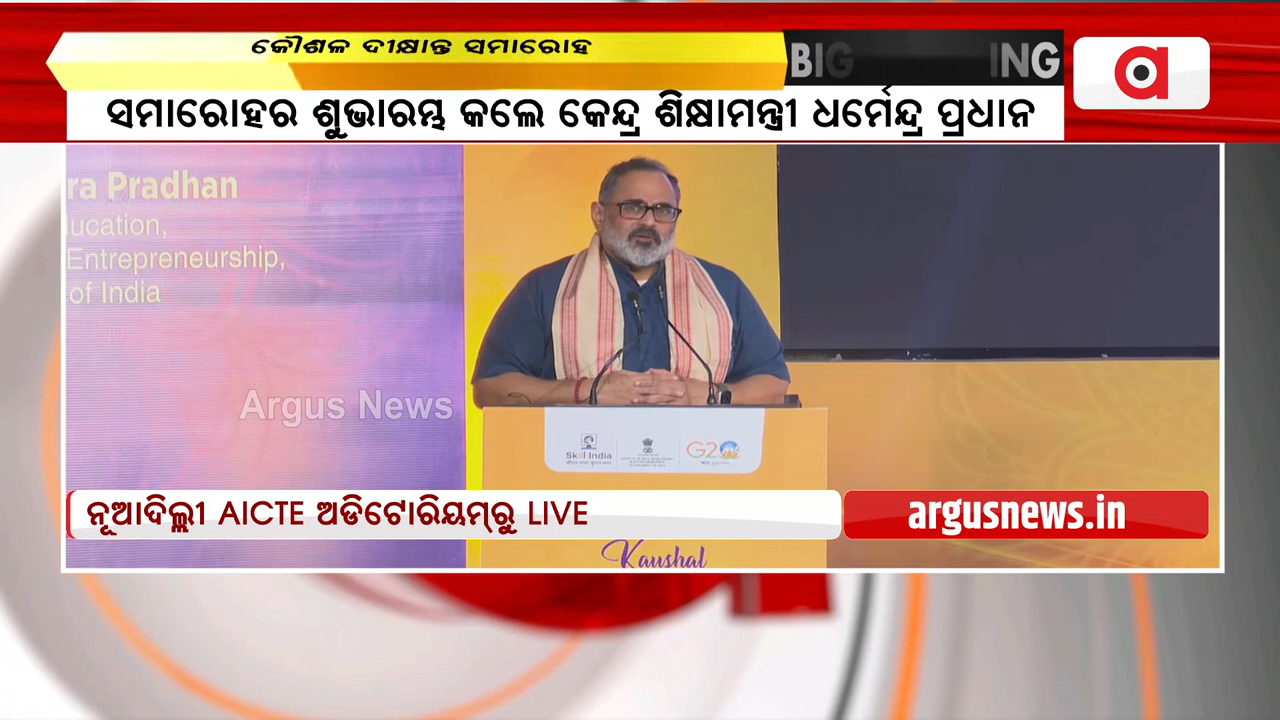 କୌଶଳ ଦୀକ୍ଷାନ୍ତ ସମାରୋହ
BIG ING
ସମାରୋହର ଶୁଭାରମ୍ଭ କଲେ କେନ୍ଦ୍ର ଶିକ୍ଷାମନ୍ତ୍ରୀ ଧର୍ମେନ୍ଦ୍ର ପ୍ରଧାନ
ra Pradhan
ucation,
Entrepreneurship,
of India
Argus News
Skill India
G20
ନୂଆଦିଲ୍ଲୀ AICTE ଅଡିଟୋରିୟମ୍‌ରୁ LIVE
argusnews.in
Kaushal